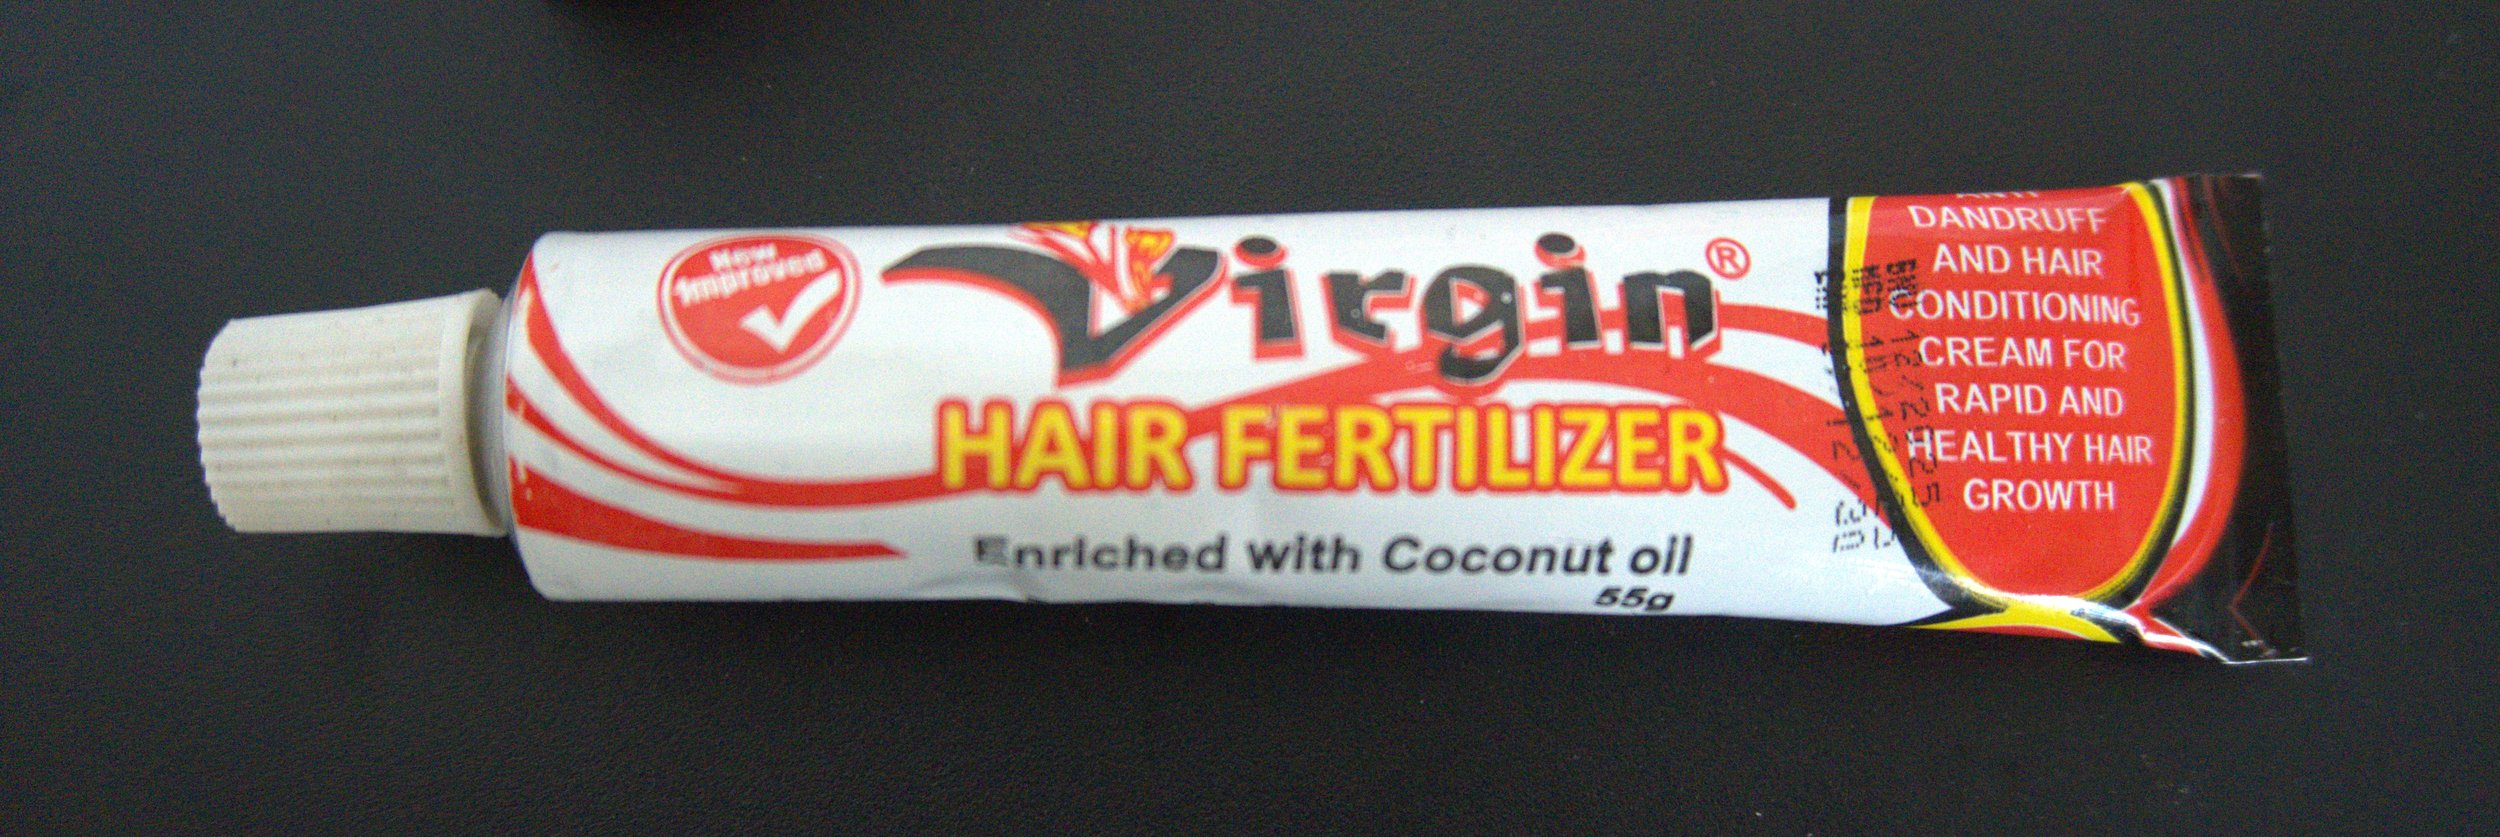 New
Improved
Virgin®
HAIR FERTILIZER
Enriched with Coconut oil
55g
ANTI
DANDRUFF
AND HAIR
CONDITIONING
CREAM FOR
RAPID AND
HEALTHY HAIR
GROWTH